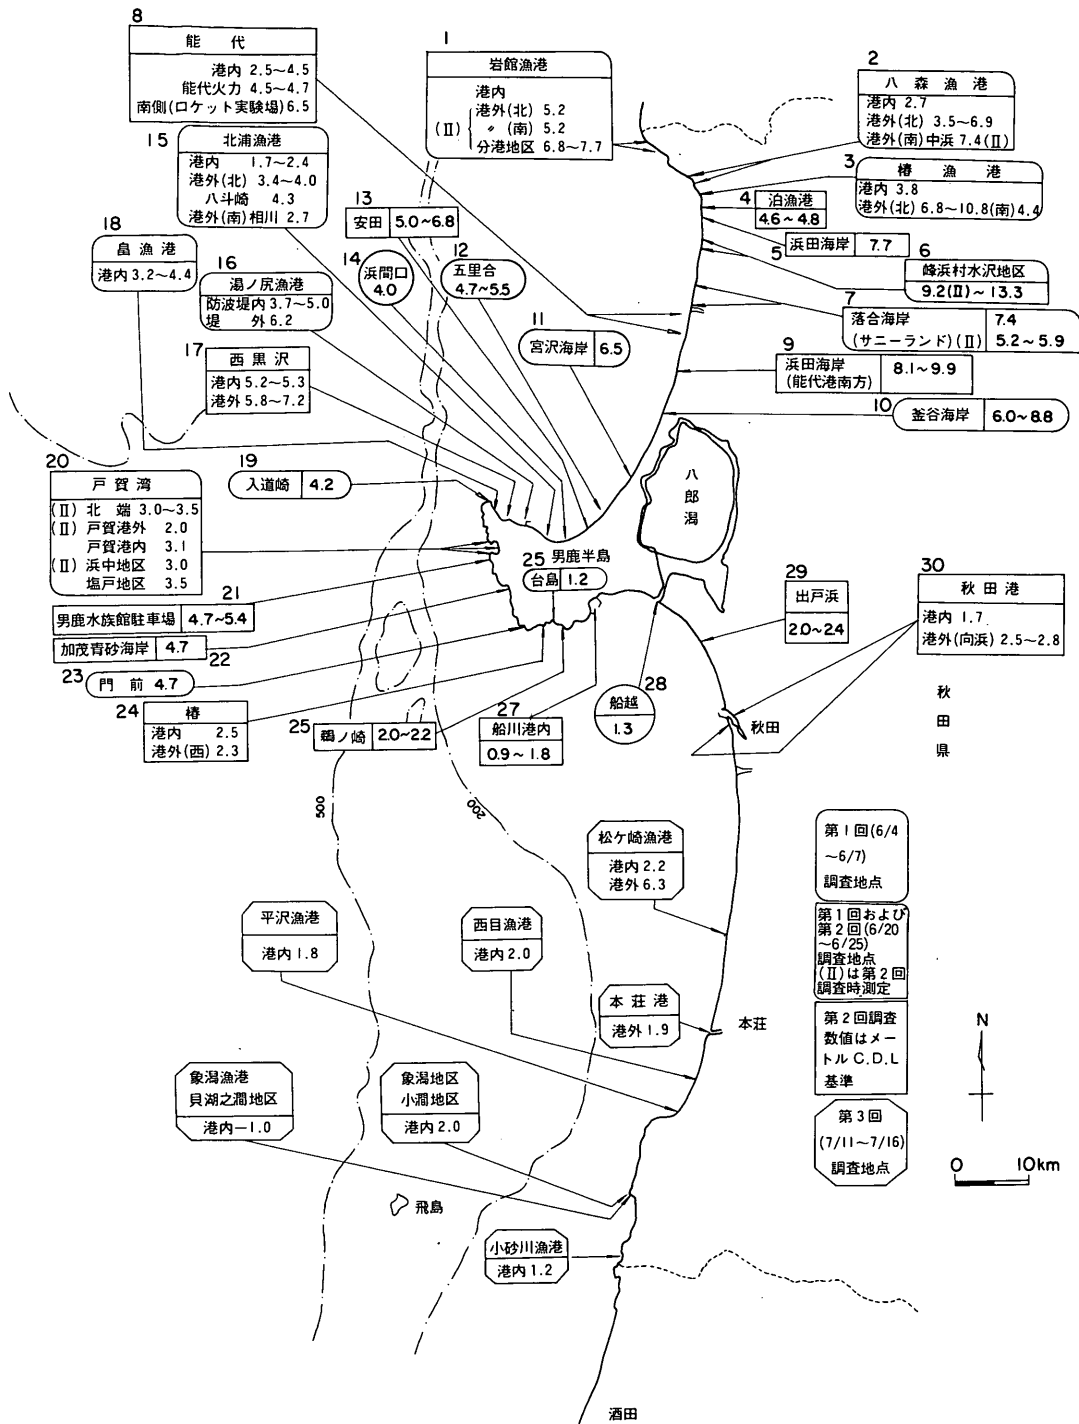 8
能代
港内 2.5~4.5
能代火力 4.5~4.7
南側(ロケット実験場) 6.5
1
岩館漁港
港内
港外(北) 5.2
(II)
〃 (南) 5.2
分港地区 6.8~7.7
2
八森漁港
港内 2.7
港外(北) 3.5~6.9
港外(南) 中浜 7.4(II)
15
北浦漁港
港内 1.7~2.4
港外(北) 3.4~4.0
八斗崎 4.3
港外(南) 相川 2.7
3
椿漁港
港内 3.8
港外(北) 6.8~10.8(南) 4.4
13
安田 5.0~6.8
4
泊漁港
4.6~4.8
5
浜田海岸 7.7
18
畠漁港
港内 3.2~4.4
16
湯ノ尻漁港
防波堤内 3.7~5.0
堤外 6.2
14
浜間口
4.0
12
五里合
4.7~5.5
6
峰浜村水沢地区
9.2(II)~13.3
7
落合海岸 7.4
(サニーランド)(II) 5.2~5.9
17
西黒沢
港内 5.2~5.3
港外 5.8~7.2
11
宮沢海岸 6.5
9
浜田海岸
(能代港南方)
8.1~9.9
10
釜谷海岸 6.0~8.8
八郎潟
20
戸賀湾
(II) 北端 3.0~3.5
(II) 戸賀港外 2.0
戸賀港内 3.1
(II) 浜中地区 3.0
塩戸地区 3.5
19
入道崎 4.2
男鹿半島
25
台島 1.2
21
男鹿水族館駐車場 4.7~5.4
加茂青砂海岸 4.7
22
23
門前 4.7
24
椿
港内 2.5
港外(西) 2.3
25
鵜ノ崎 2.0~2.2
27
船川港内
0.9~1.8
28
船越
1.3
29
出戸浜
2.0~2.4
30
秋田港
港内 1.7
港外(向浜) 2.5~2.8
秋田
秋田県
500
200
松ケ崎漁港
港内 2.2
港外 6.3
平沢漁港
港内 1.8
西目漁港
港内 2.0
本荘港
港外 1.9
本荘
象潟漁港
貝湖之澗地区
港内−1.0
象潟地区
小澗地区
港内 2.0
飛島
小砂川漁港
港内 1.2
酒田
第1回(6/4
~6/7)
調査地点
第1回および
第2回(6/20
~6/25)
調査地点
(II)は第2回
調査時測定
第2回調査
数値はメー
トルC.D.L
基準
第3回
(7/11~7/16)
調査地点
N
0 10km